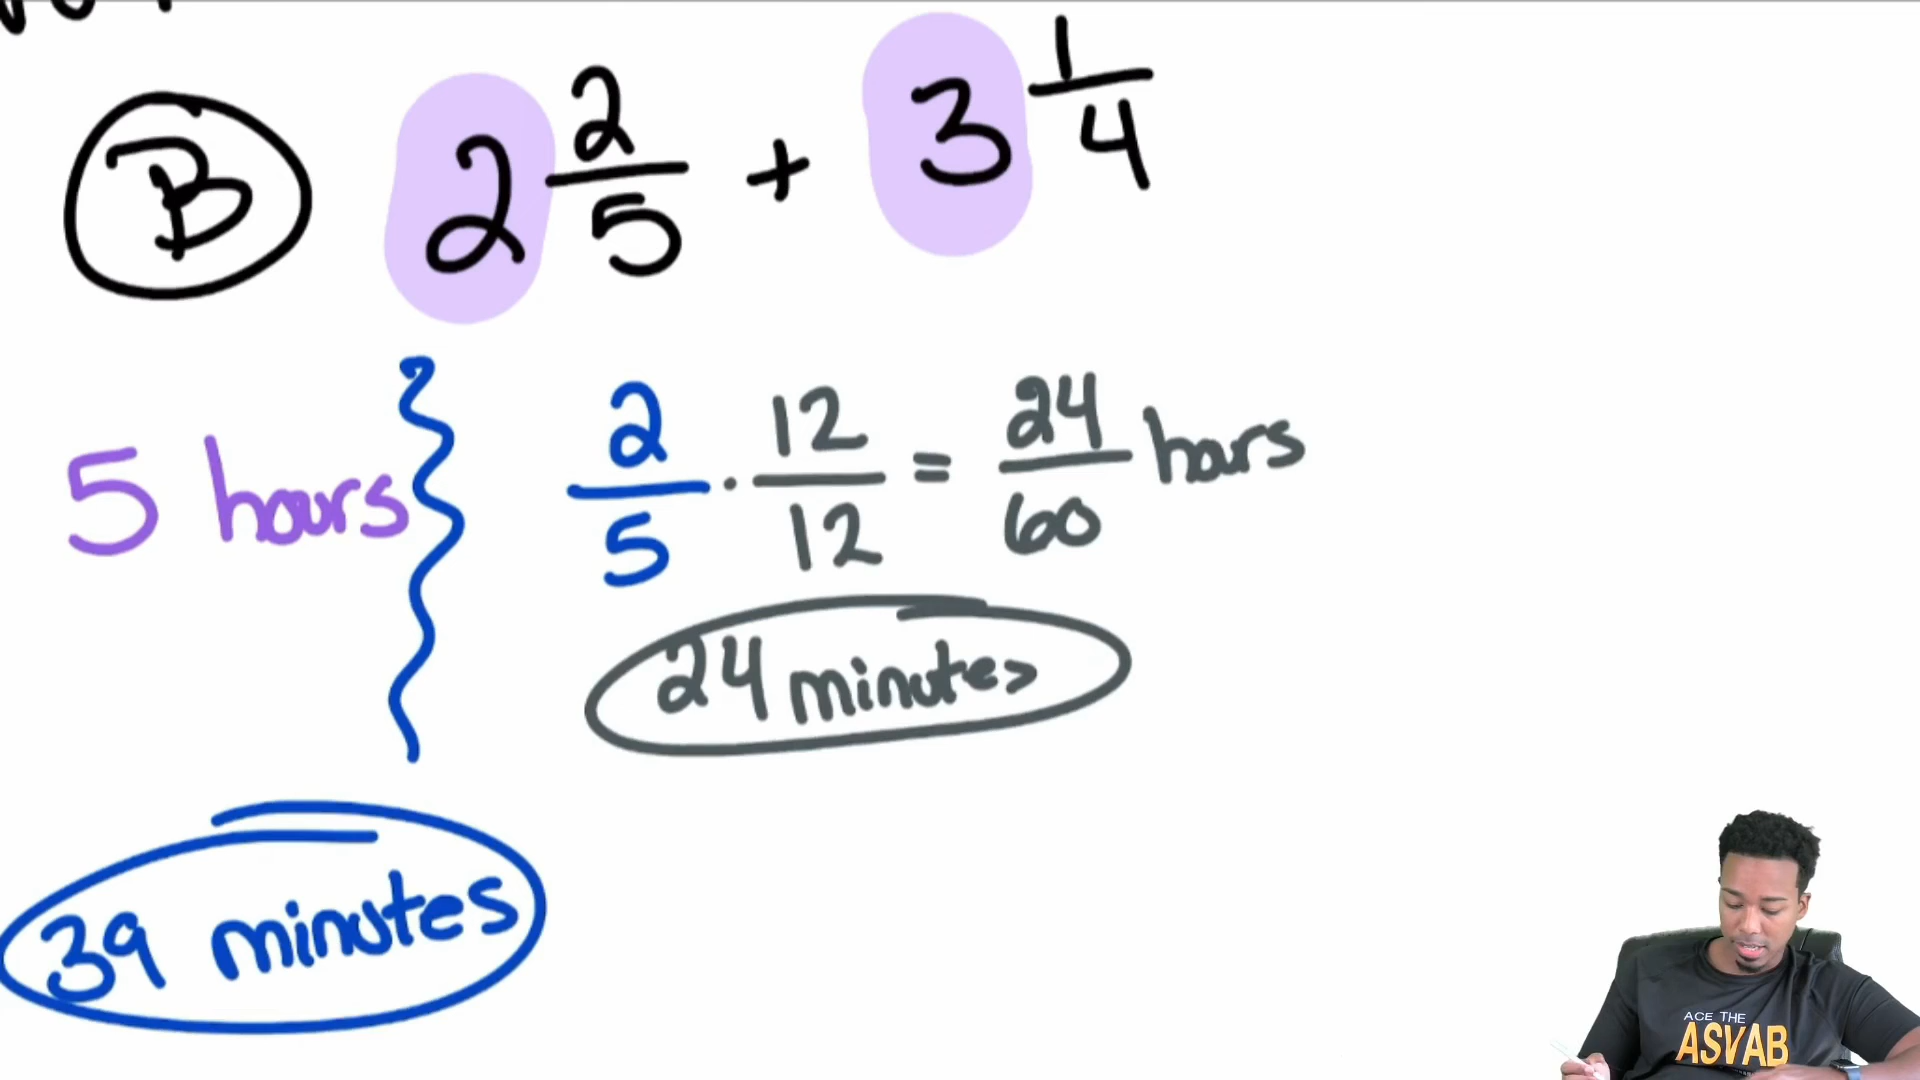 B 2 2/5 + 3 1/4
5 hours
2/5 · 12/12 = 24/60 hours
24 minutes
39 minutes
ACE THE
ASVAB